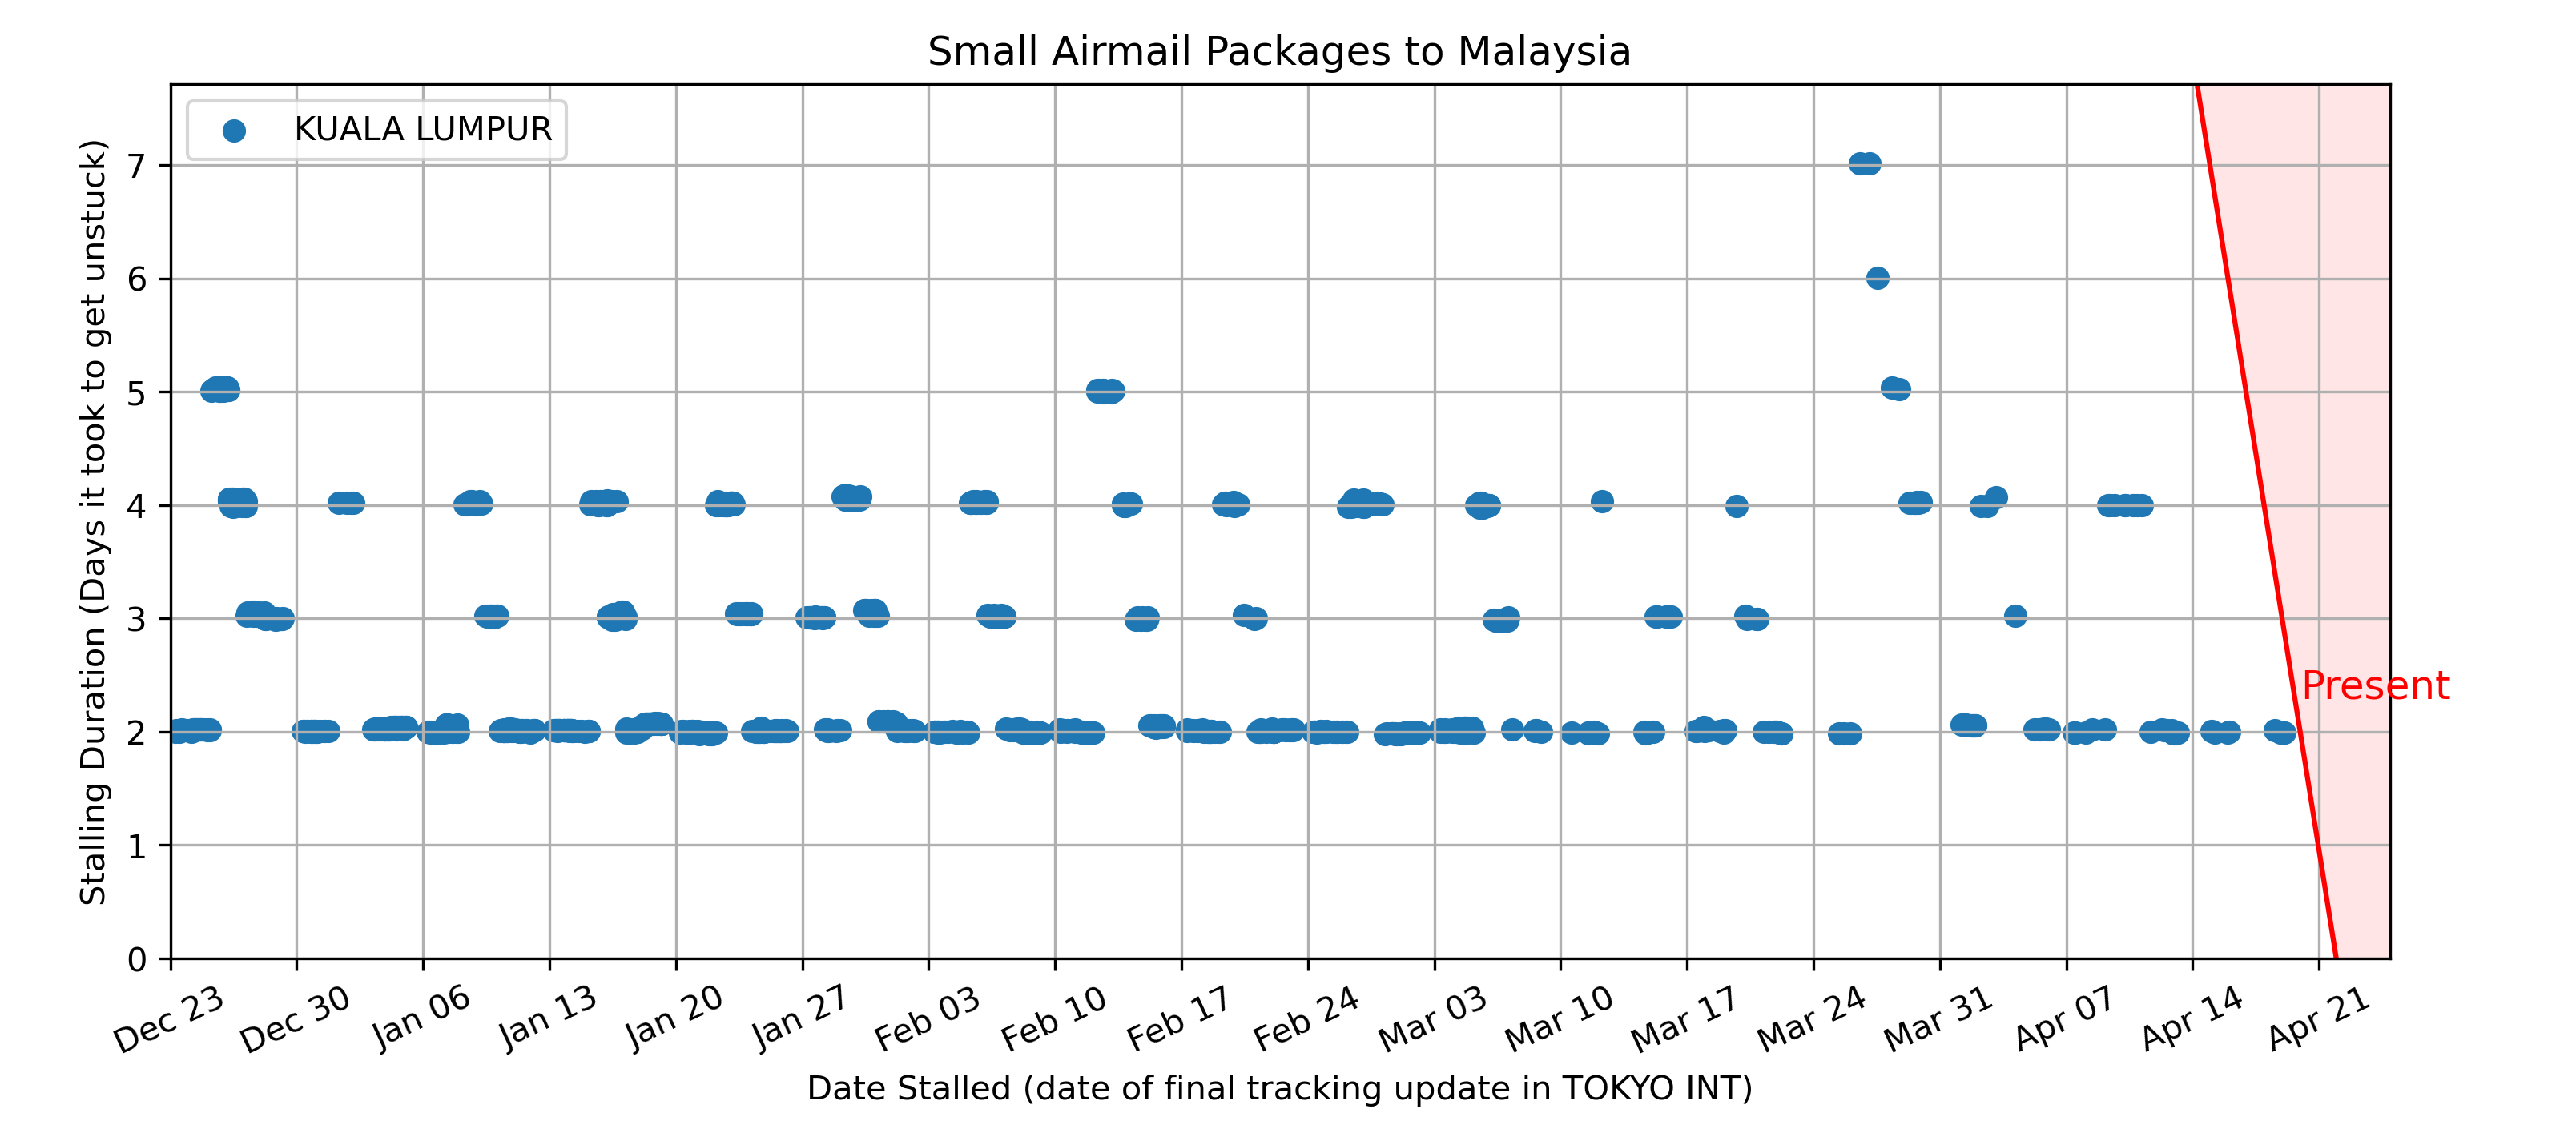 Small Airmail Packages to Malaysia
KUALA LUMPUR
Stalling Duration (Days it took to get unstuck)
7
6
5
4
3
2
1
0
Present
Dec 23
Dec 30
Jan 06
Jan 13
Jan 20
Jan 27
Feb 03
Feb 10
Feb 17
Feb 24
Mar 03
Mar 10
Mar 17
Mar 24
Mar 31
Apr 07
Apr 14
Apr 21
Date Stalled (date of final tracking update in TOKYO INT)